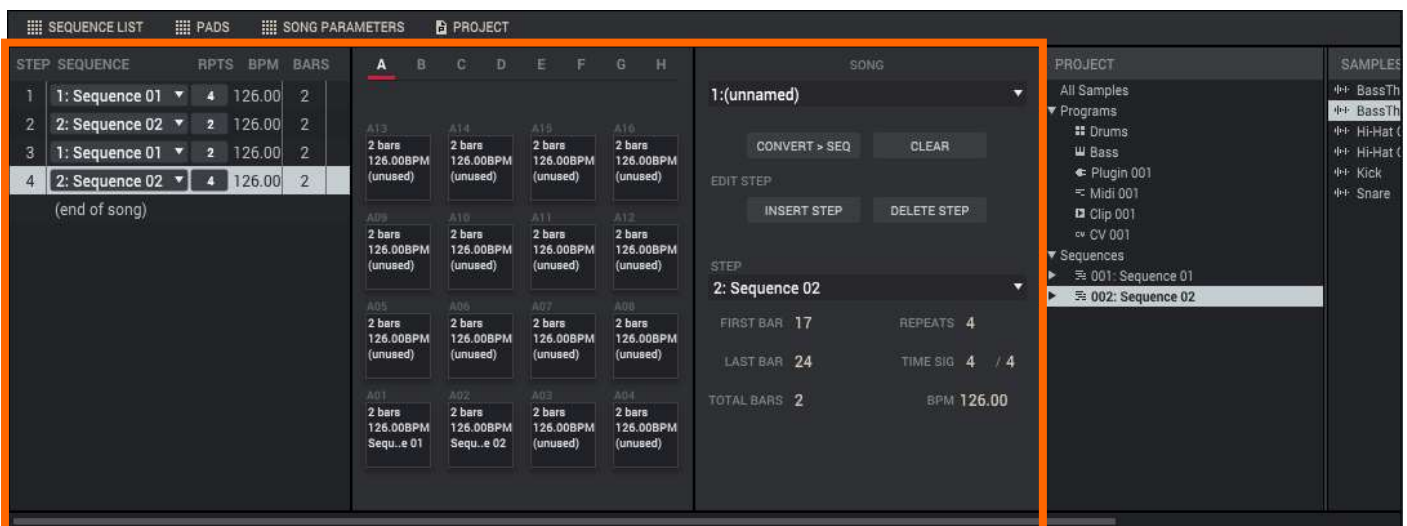 SEQUENCE LIST PADS SONG PARAMETERS PROJECT
STEP SEQUENCE RPTS BPM BARS
1 1: Sequence 01 4 126.00 2
2 2: Sequence 02 2 126.00 2
3 1: Sequence 01 2 126.00 2
4 2: Sequence 02 4 126.00 2
(end of song)
A B C D E F G H
A13 A14 A15 A16
2 bars 2 bars 2 bars 2 bars
126.00BPM 126.00BPM 126.00BPM 126.00BPM
(unused) (unused) (unused) (unused)
A09 A10 A11 A12
2 bars 2 bars 2 bars 2 bars
126.00BPM 126.00BPM 126.00BPM 126.00BPM
(unused) (unused) (unused) (unused)
A05 A06 A07 A08
2 bars 2 bars 2 bars 2 bars
126.00BPM 126.00BPM 126.00BPM 126.00BPM
(unused) (unused) (unused) (unused)
A01 A02 A03 A04
2 bars 2 bars 2 bars 2 bars
126.00BPM 126.00BPM 126.00BPM 126.00BPM
Sequ..e 01 Sequ..e 02 (unused) (unused)
SONG
1:(unnamed)
CONVERT > SEQ CLEAR
EDIT STEP
INSERT STEP DELETE STEP
STEP
2: Sequence 02
FIRST BAR 17 REPEATS 4
LAST BAR 24 TIME SIG 4 / 4
TOTAL BARS 2 BPM 126.00
PROJECT
All Samples
Programs
Drums
Bass
Plugin 001
Midi 001
Clip 001
cv CV 001
Sequences
001: Sequence 01
002: Sequence 02
SAMPLES
BassTh
BassTh
Hi-Hat
Hi-Hat
Kick
Snare